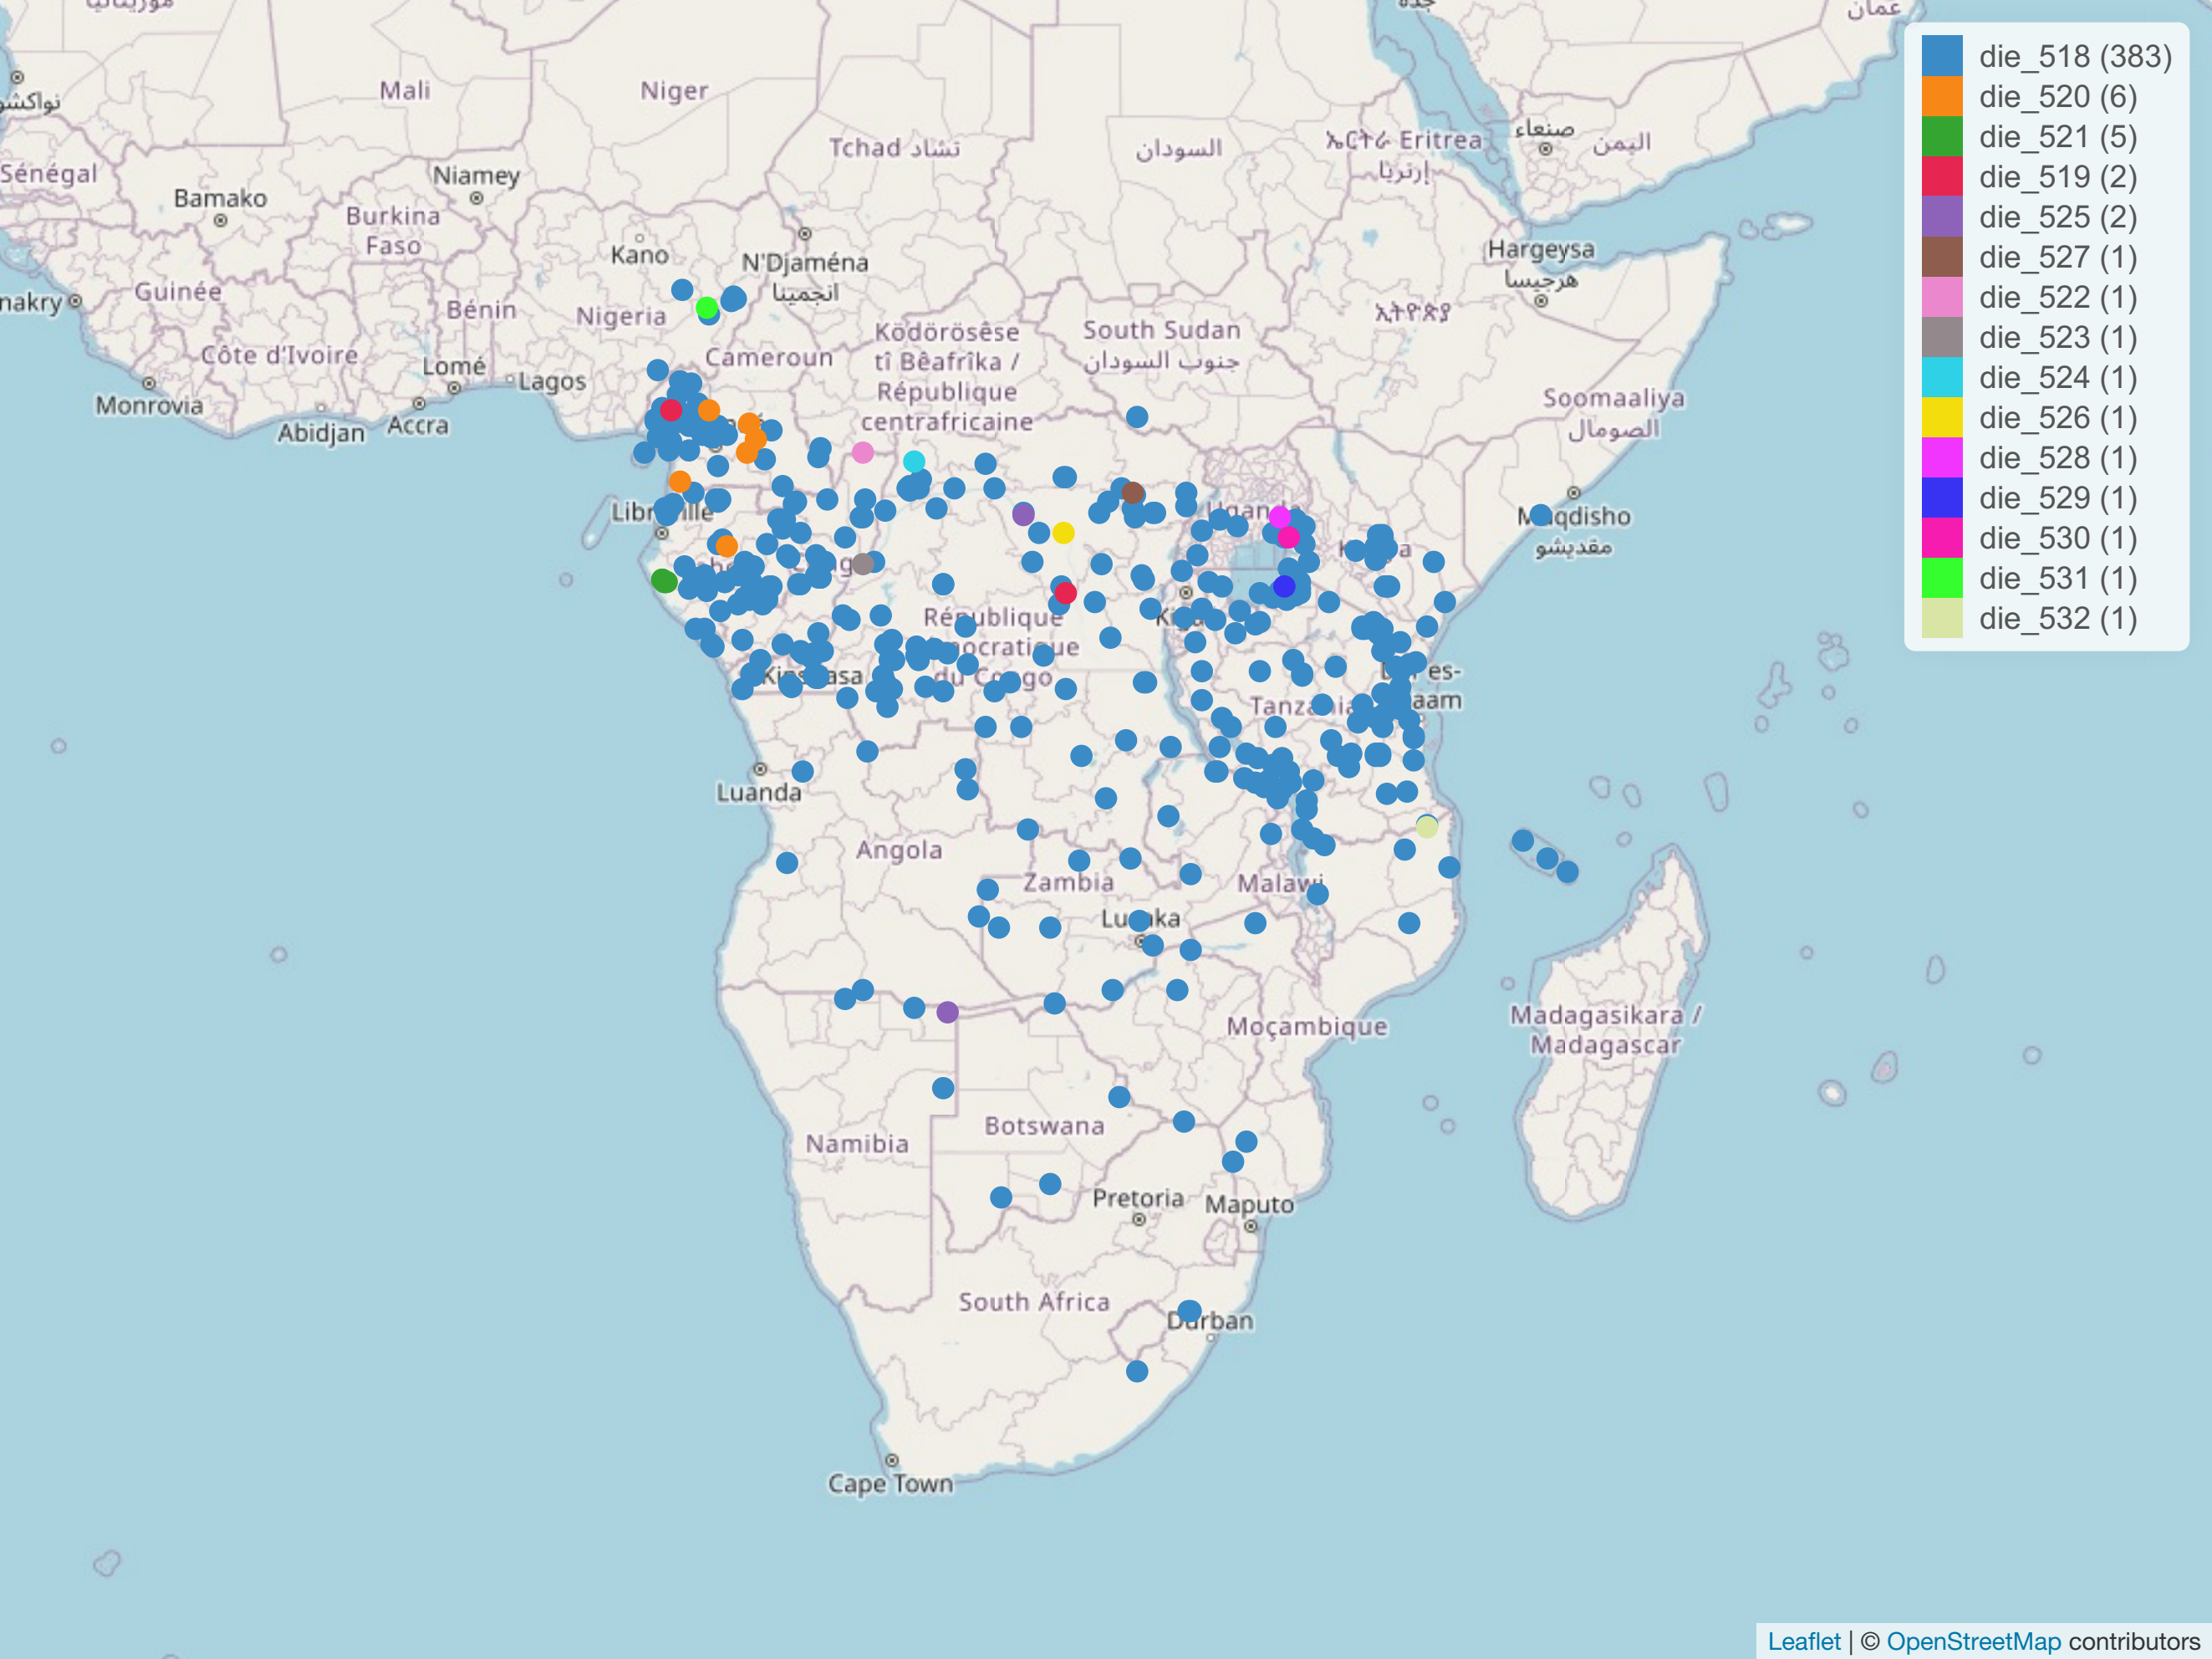 Mali
Niger
Tchad تشاد
السودان
ኤርትራ Eritrea
إرتريا
صنعاء
اليمن
عمان
نواكشو
Sénégal
Bamako
Niamey
Burkina
Faso
Kano
N'Djaména
انجمينا
Hargeysa
هرجيسا
nakry
Guinée
Bénin
Nigeria
ኢትዮጵያ
Côte d'Ivoire
Lomé
Lagos
Cameroun
Ködörösêse
tî Bêafrîka /
République
centrafricaine
South Sudan
جنوب السودان
Monrovia
Abidjan
Accra
Soomaaliya
الصومال
Muqdisho
مقديشو
République
du Congo
Tanzania
Luanda
Angola
Zambia
Malawi
Lusaka
Moçambique
Madagasikara /
Madagascar
Namibia
Botswana
Pretoria
Maputo
South Africa
Durban
Cape Town
die_518 (383)
die_520 (6)
die_521 (5)
die_519 (2)
die_525 (2)
die_527 (1)
die_522 (1)
die_523 (1)
die_524 (1)
die_526 (1)
die_528 (1)
die_529 (1)
die_530 (1)
die_531 (1)
die_532 (1)
Leaflet | © OpenStreetMap contributors